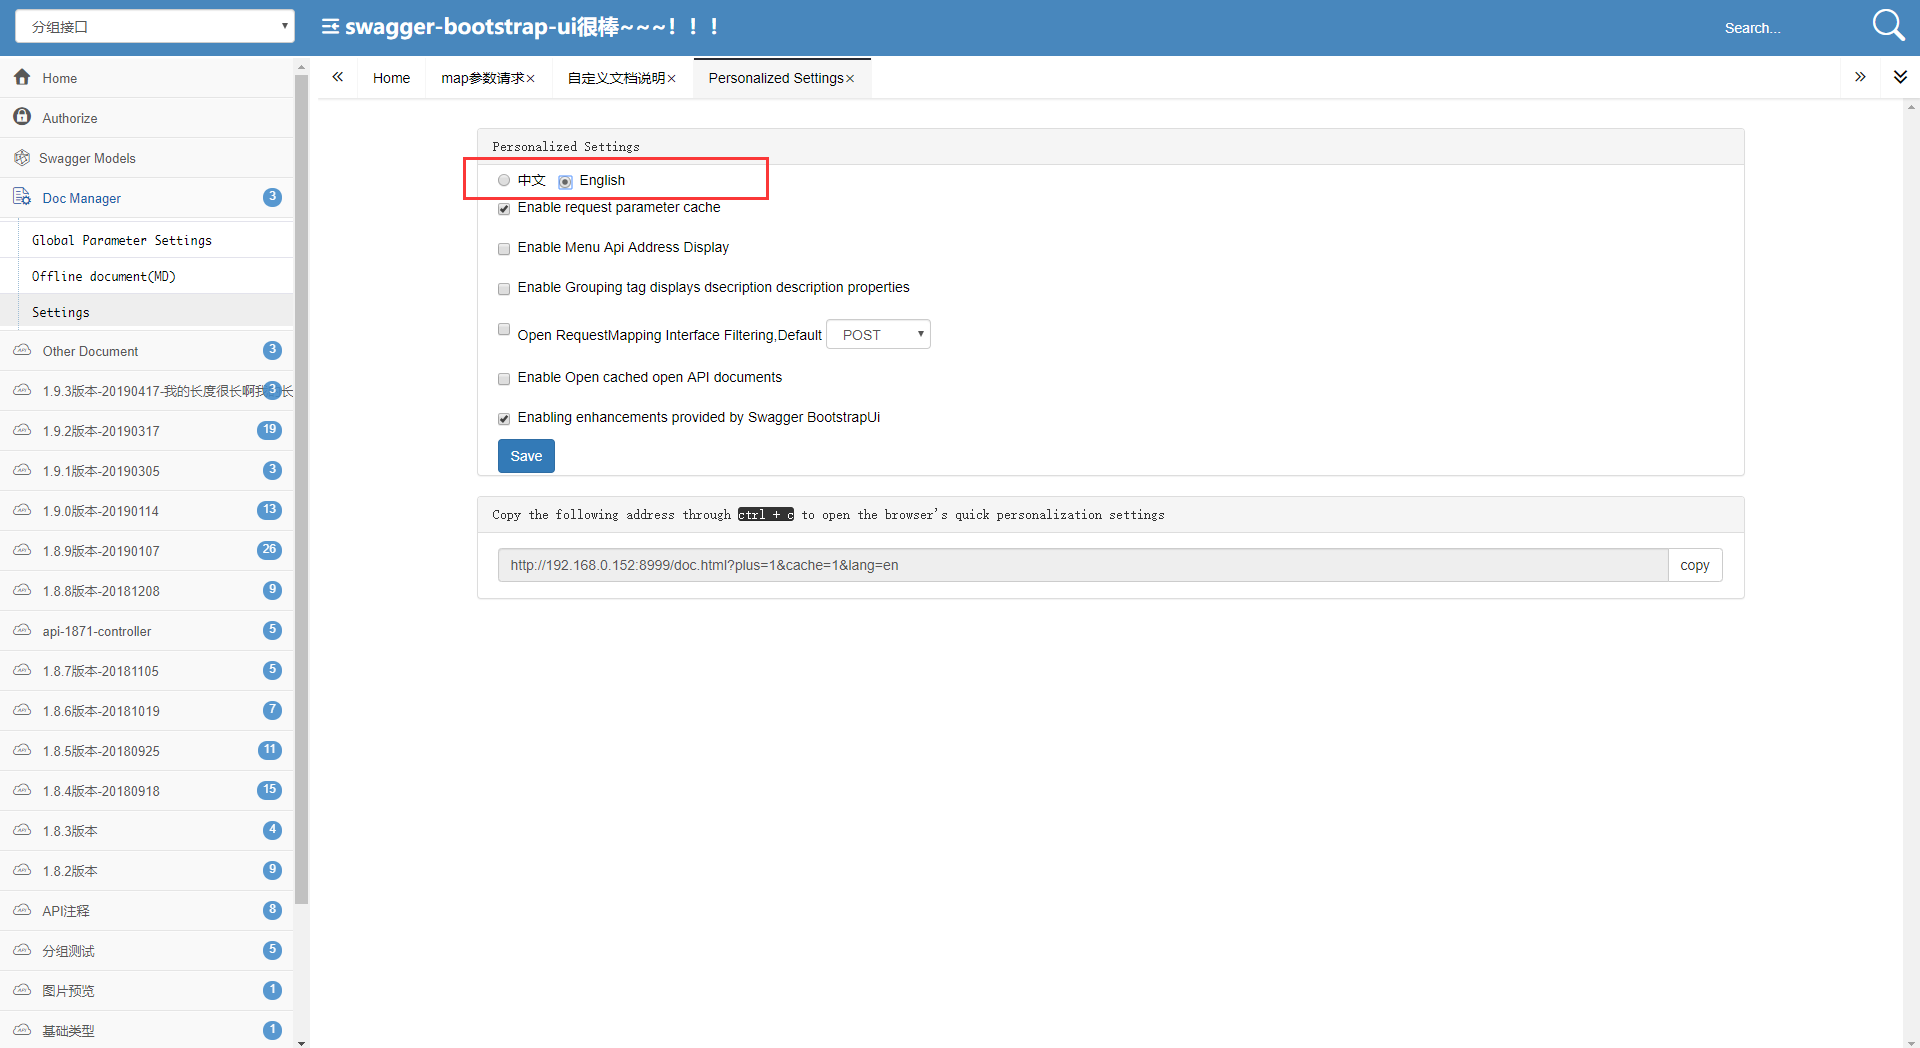 分组接口
swagger-bootstrap-ui很棒~~~！！！
Search...
Home
Authorize
Swagger Models
Doc Manager 3
Global Parameter Settings
Offline document(MD)
Settings
Other Document 3
1.9.3版本-20190417-我的长度很长啊我 3 长
1.9.2版本-20190317 19
1.9.1版本-20190305 3
1.9.0版本-20190114 13
1.8.9版本-20190107 26
1.8.8版本-20181208 9
api-1871-controller 5
1.8.7版本-20181105 5
1.8.6版本-20181019 7
1.8.5版本-20180925 11
1.8.4版本-20180918 15
1.8.3版本 4
1.8.2版本 9
API注释 8
分组测试 5
图片预览 1
基础类型 1
Home map参数请求× 自定义文档说明× Personalized Settings×
Personalized Settings
中文 English
Enable request parameter cache
Enable Menu Api Address Display
Enable Grouping tag displays dsecription description properties
Open RequestMapping Interface Filtering,Default POST
Enable Open cached open API documents
Enabling enhancements provided by Swagger BootstrapUi
Save
Copy the following address through ctrl + c to open the browser's quick personalization settings
http://192.168.0.152:8999/doc.html?plus=1&cache=1&lang=en copy